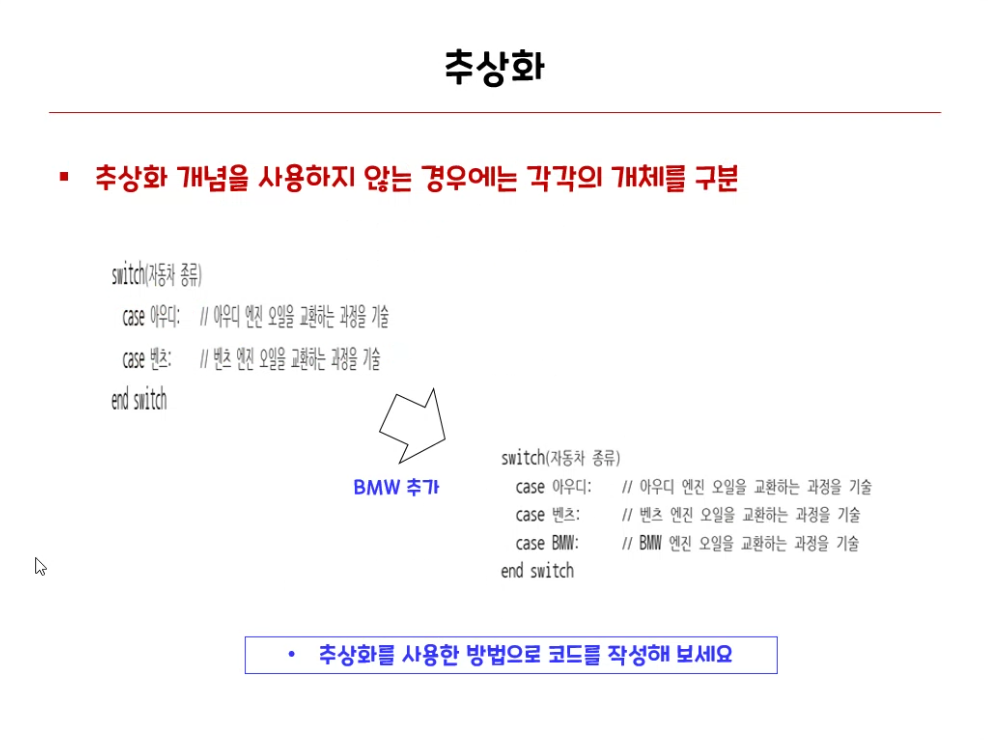 추상화
▪ 추상화 개념을 사용하지 않는 경우에는 각각의 개체를 구분
switch(자동차 종류)
case 아우디: // 아우디 엔진 오일을 교환하는 과정을 기술
case 벤츠: // 벤츠 엔진 오일을 교환하는 과정을 기술
end switch
BMW 추가
switch(자동차 종류)
case 아우디: // 아우디 엔진 오일을 교환하는 과정을 기술
case 벤츠: // 벤츠 엔진 오일을 교환하는 과정을 기술
case BMW: // BMW 엔진 오일을 교환하는 과정을 기술
end switch
• 추상화를 사용한 방법으로 코드를 작성해 보세요